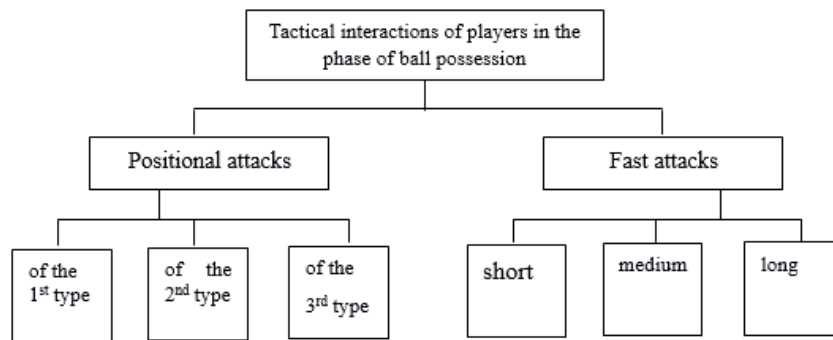 Tactical interactions of players in the
phase of ball possession
Positional attacks
Fast attacks
of the
1st type
of the
2nd type
of the
3rd type
short
medium
long